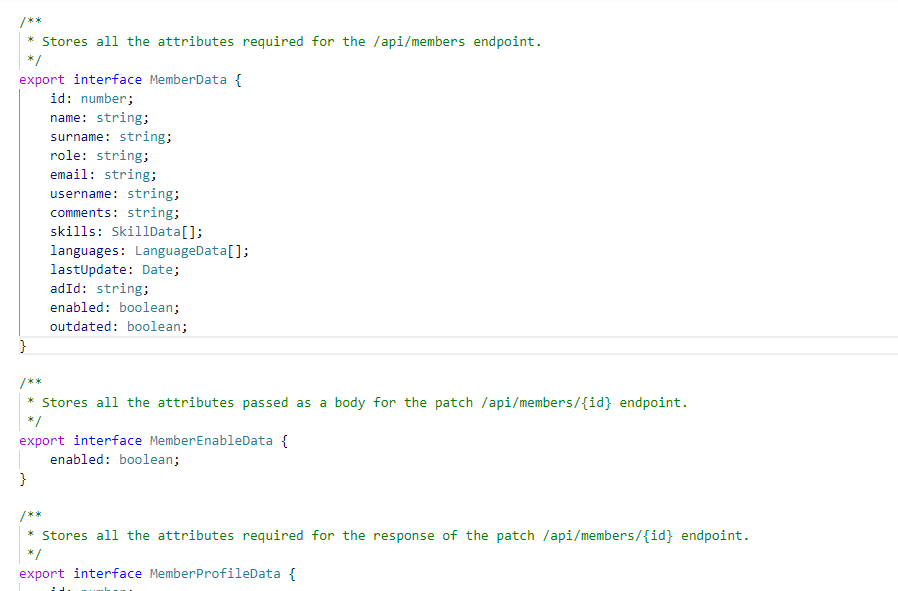 /**
 * Stores all the attributes required for the /api/members endpoint.
 */
export interface MemberData {
    id: number;
    name: string;
    surname: string;
    role: string;
    email: string;
    username: string;
    comments: string;
    skills: SkillData[];
    languages: LanguageData[];
    lastUpdate: Date;
    adId: string;
    enabled: boolean;
    outdated: boolean;
}
/**
 * Stores all the attributes passed as a body for the patch /api/members/{id} endpoint.
 */
export interface MemberEnableData {
    enabled: boolean;
}
/**
 * Stores all the attributes required for the response of the patch /api/members/{id} endpoint.
 */
export interface MemberProfileData {
    id: number;